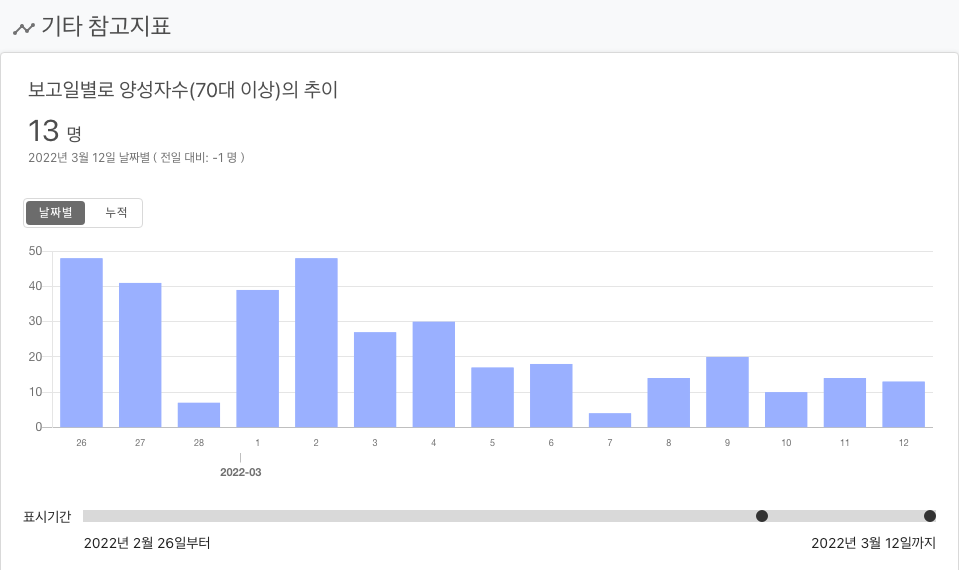 기타 참고지표
보고일별로 양성자수(70대 이상)의 추이
13 명
2022년 3월 12일 날짜별 ( 전일 대비: -1 명 )
날짜별 누적
50
40
30
20
10
0
26 27 28 1 2 3 4 5 6 7 8 9 10 11 12
2022-03
표시기간
2022년 2월 26일부터 2022년 3월 12일까지